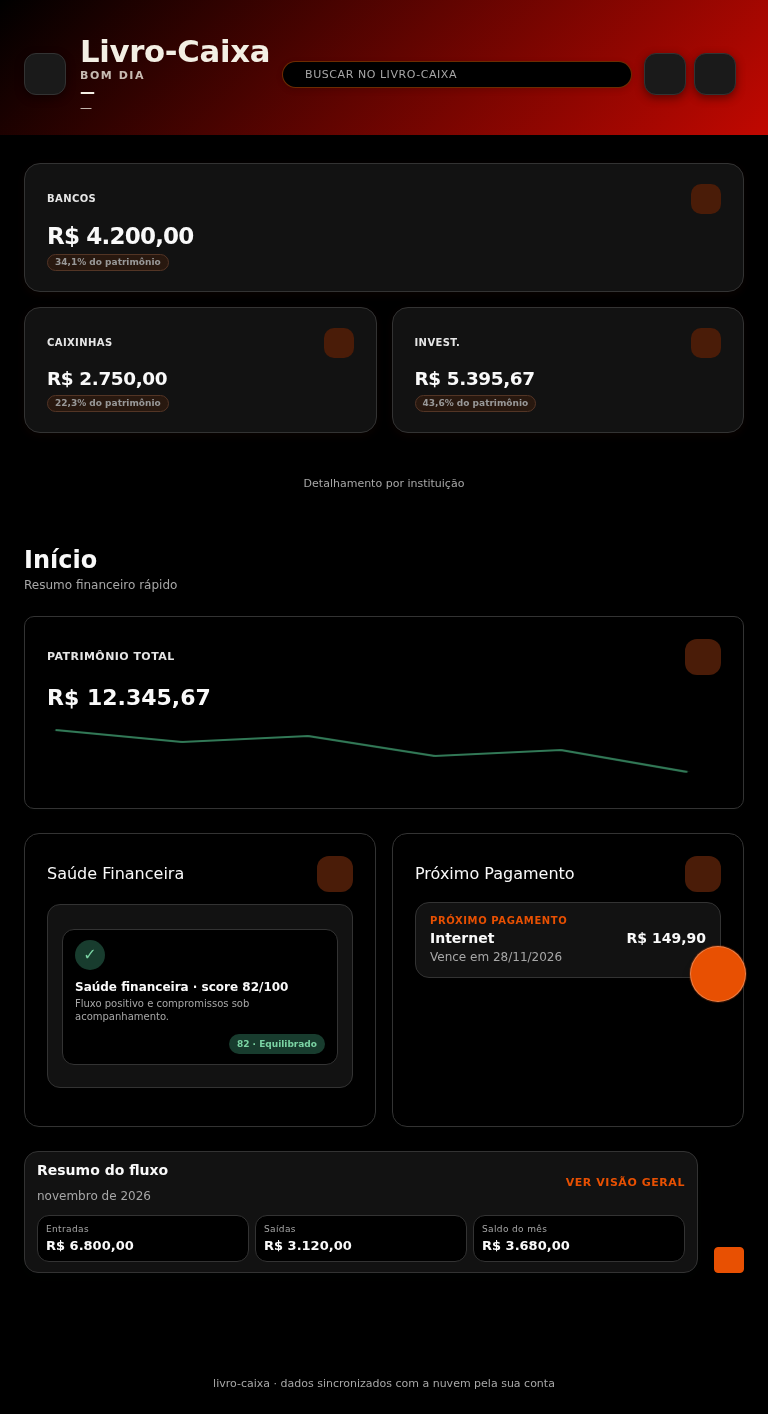 Livro-Caixa
BOM DIA
—
—
BUSCAR NO LIVRO-CAIXA
BANCOS
R$ 4.200,00
34,1% do patrimônio
CAIXINHAS
R$ 2.750,00
22,3% do patrimônio
INVEST.
R$ 5.395,67
43,6% do patrimônio
Detalhamento por instituição
Início
Resumo financeiro rápido
PATRIMÔNIO TOTAL
R$ 12.345,67
Saúde Financeira
✓
Saúde financeira · score 82/100
Fluxo positivo e compromissos sob
acompanhamento.
82 · Equilibrado
Próximo Pagamento
PRÓXIMO PAGAMENTO
Internet R$ 149,90
Vence em 28/11/2026
Resumo do fluxo
novembro de 2026
VER VISÃO GERAL
Entradas
R$ 6.800,00
Saídas
R$ 3.120,00
Saldo do mês
R$ 3.680,00
livro-caixa · dados sincronizados com a nuvem pela sua conta